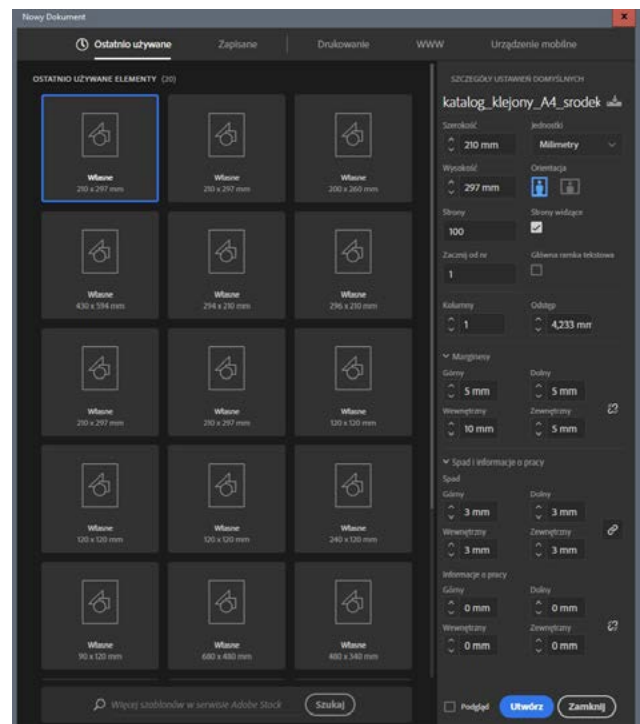 Nowy Dokument
x
Ostatnio używane
Zapisane
Drukowanie
WWW
Urządzenie mobilne
OSTATNIO UŻYWANE ELEMENTY (20)
Własne
210 x 297 mm
Własne
210 x 297 mm
Własne
200 x 260 mm
Własne
430 x 594 mm
Własne
294 x 210 mm
Własne
296 x 210 mm
Własne
210 x 297 mm
Własne
210 x 297 mm
Własne
120 x 120 mm
Własne
120 x 120 mm
Własne
120 x 120 mm
Własne
240 x 120 mm
Własne
90 x 120 mm
Własne
680 x 480 mm
Własne
480 x 340 mm
Więcej szablonów w serwisie Adobe Stock
Szukaj
SZCZEGÓŁY USTAWIEŃ DOMYŚLNYCH
katalog_klejony_A4_srodek
Szerokość
Jednostki
210 mm
Milimetry
Wysokość
Orientacja
297 mm
Strony
Strony widzące
100
Zacznij od nr
Główna ramka tekstowa
1
Kolumny
Odstęp
1
4,233 mm
Marginesy
Górny
Dolny
5 mm
5 mm
Wewnętrzny
Zewnętrzny
10 mm
5 mm
Spad i informacje o pracy
Spad
Górny
Dolny
3 mm
3 mm
Wewnętrzny
Zewnętrzny
3 mm
3 mm
Informacje o pracy
Górny
Dolny
0 mm
0 mm
Wewnętrzny
Zewnętrzny
0 mm
0 mm
Podgląd
Utwórz
Zamknij